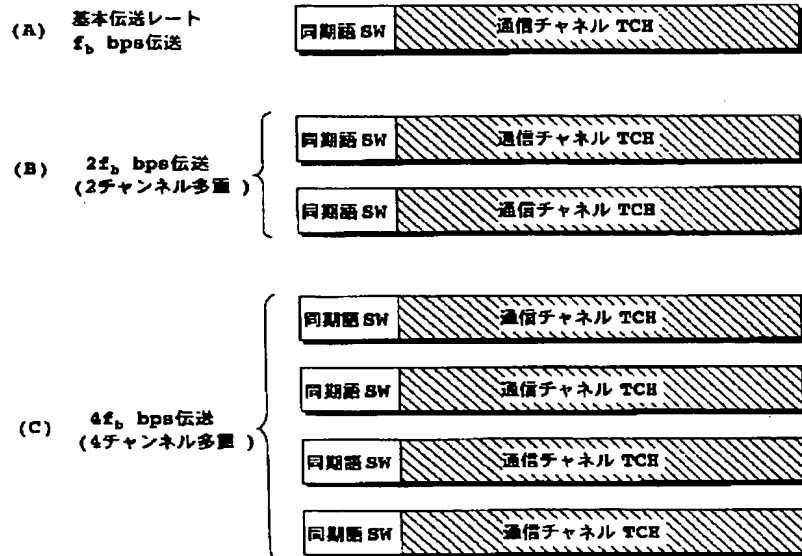 (A) 基本伝送レート
f_b bps伝送
同期語 SW 通信チャネル TCH
(B) 2f_b bps伝送
(2チャンネル多重 )
同期語 SW 通信チャネル TCH
同期語 SW 通信チャネル TCH
(C) 4f_b bps伝送
(4チャンネル多重 )
同期語 SW 通信チャネル TCH
同期語 SW 通信チャネル TCH
同期語 SW 通信チャネル TCH
同期語 SW 通信チャネル TCH